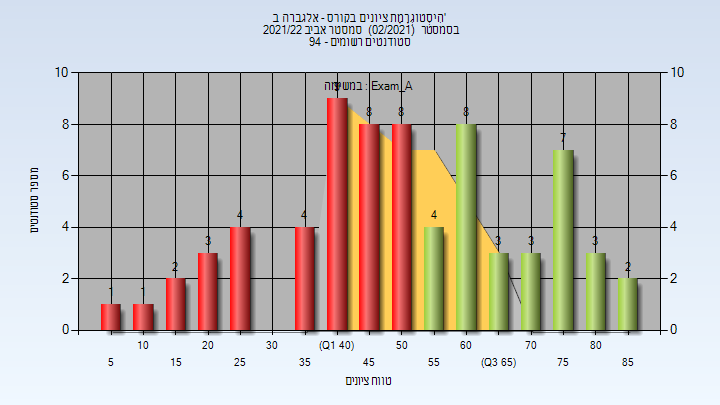 היסטוגרמת ציונים בקורס - אלגברה ב'
בסמסטר (02/2021) סמסטר אביב 2021/22
סטודנטים רשומים - 94
במשימה : Exam_A
מספר סטודנטים
10 8 6 4 2 0
10 8 6 4 2 0
1 1 2 3 4 4 9 8 8 4 8 3 3 7 3 2
10 20 30 (Q1 40) 50 60 70 80
5 15 25 35 45 55 (Q3 65) 75 85
טווח ציונים